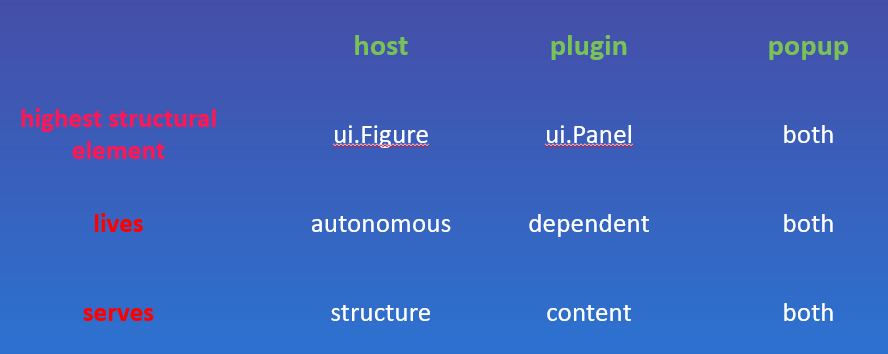 host plugin popup
highest structural
element
ui.Figure ui.Panel both
lives autonomous dependent both
serves structure content both